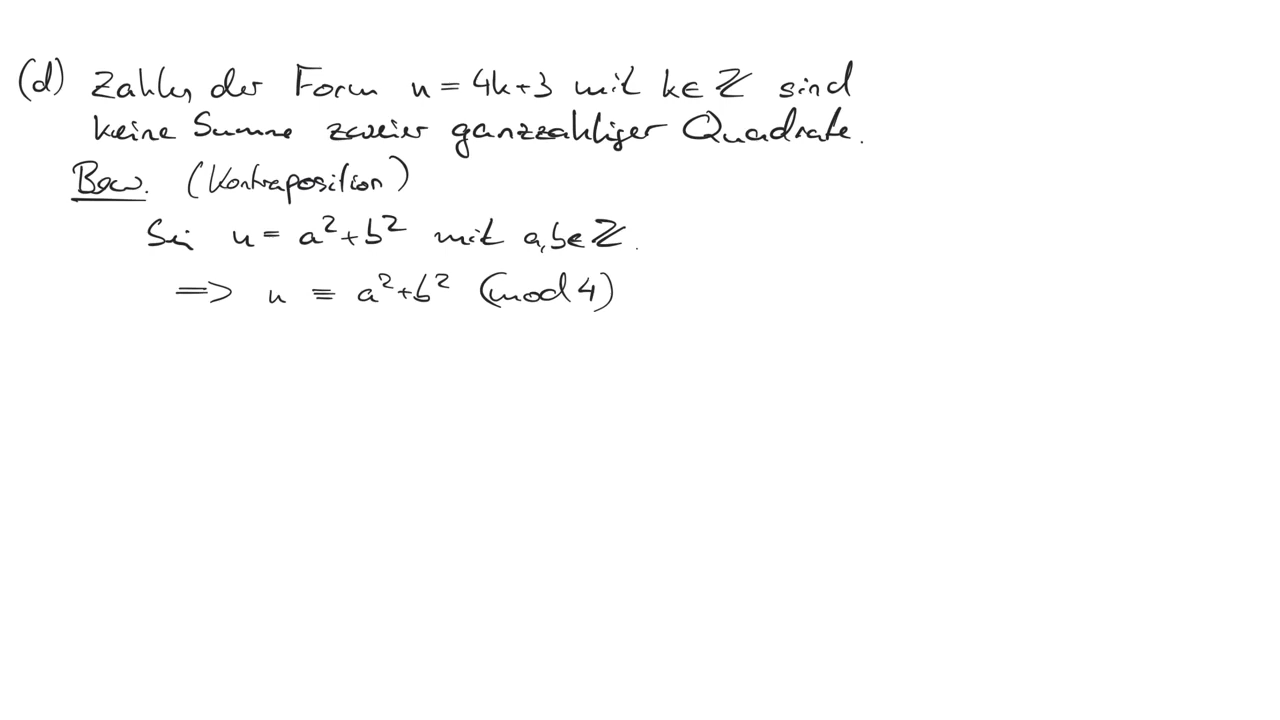 (d) Zahlen der Form n = 4k+3 mit k∈ℤ sind
keine Summe zweier ganzzahliger Quadrate.
Bew. (Kontraposition)
Sei n = a²+b² mit a,b∈ℤ.
⟹ n ≡ a²+b² (mod 4)